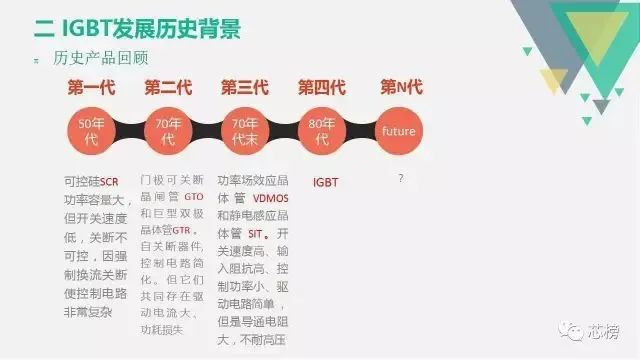 二 IGBT发展历史背景
π 历史产品回顾
第一代 第二代 第三代 第四代 第N代
50年代
70年代
70年代末
80年代
future
可控硅SCR
功率容量大，
但开关速度
低，关断不
可控，因强
制换流关断
使控制电路
非常复杂
门极可关断
晶闸管 GTO
和巨型双极
晶体管GTR 。
自关断器件,
控制电路简
化。但它们
共同存在驱
动电流大、
功耗损失
功率场效应晶
体管 VDMOS
和静电感应晶
体管 SIT 。开
关速度高、输
入阻抗高、控
制功率小、驱
动电路简单，
但是导通电阻
大，不耐高压
IGBT
?
芯榜